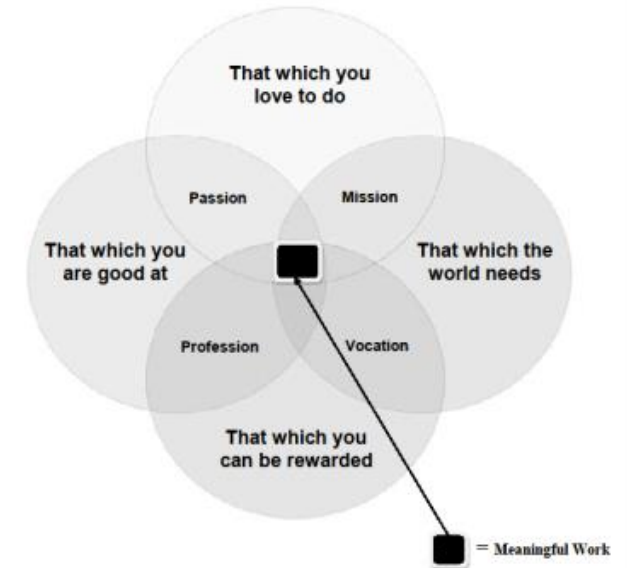 That which you
love to do
Passion
Mission
That which you
are good at
That which the
world needs
Profession
Vocation
That which you
can be rewarded
= Meaningful Work